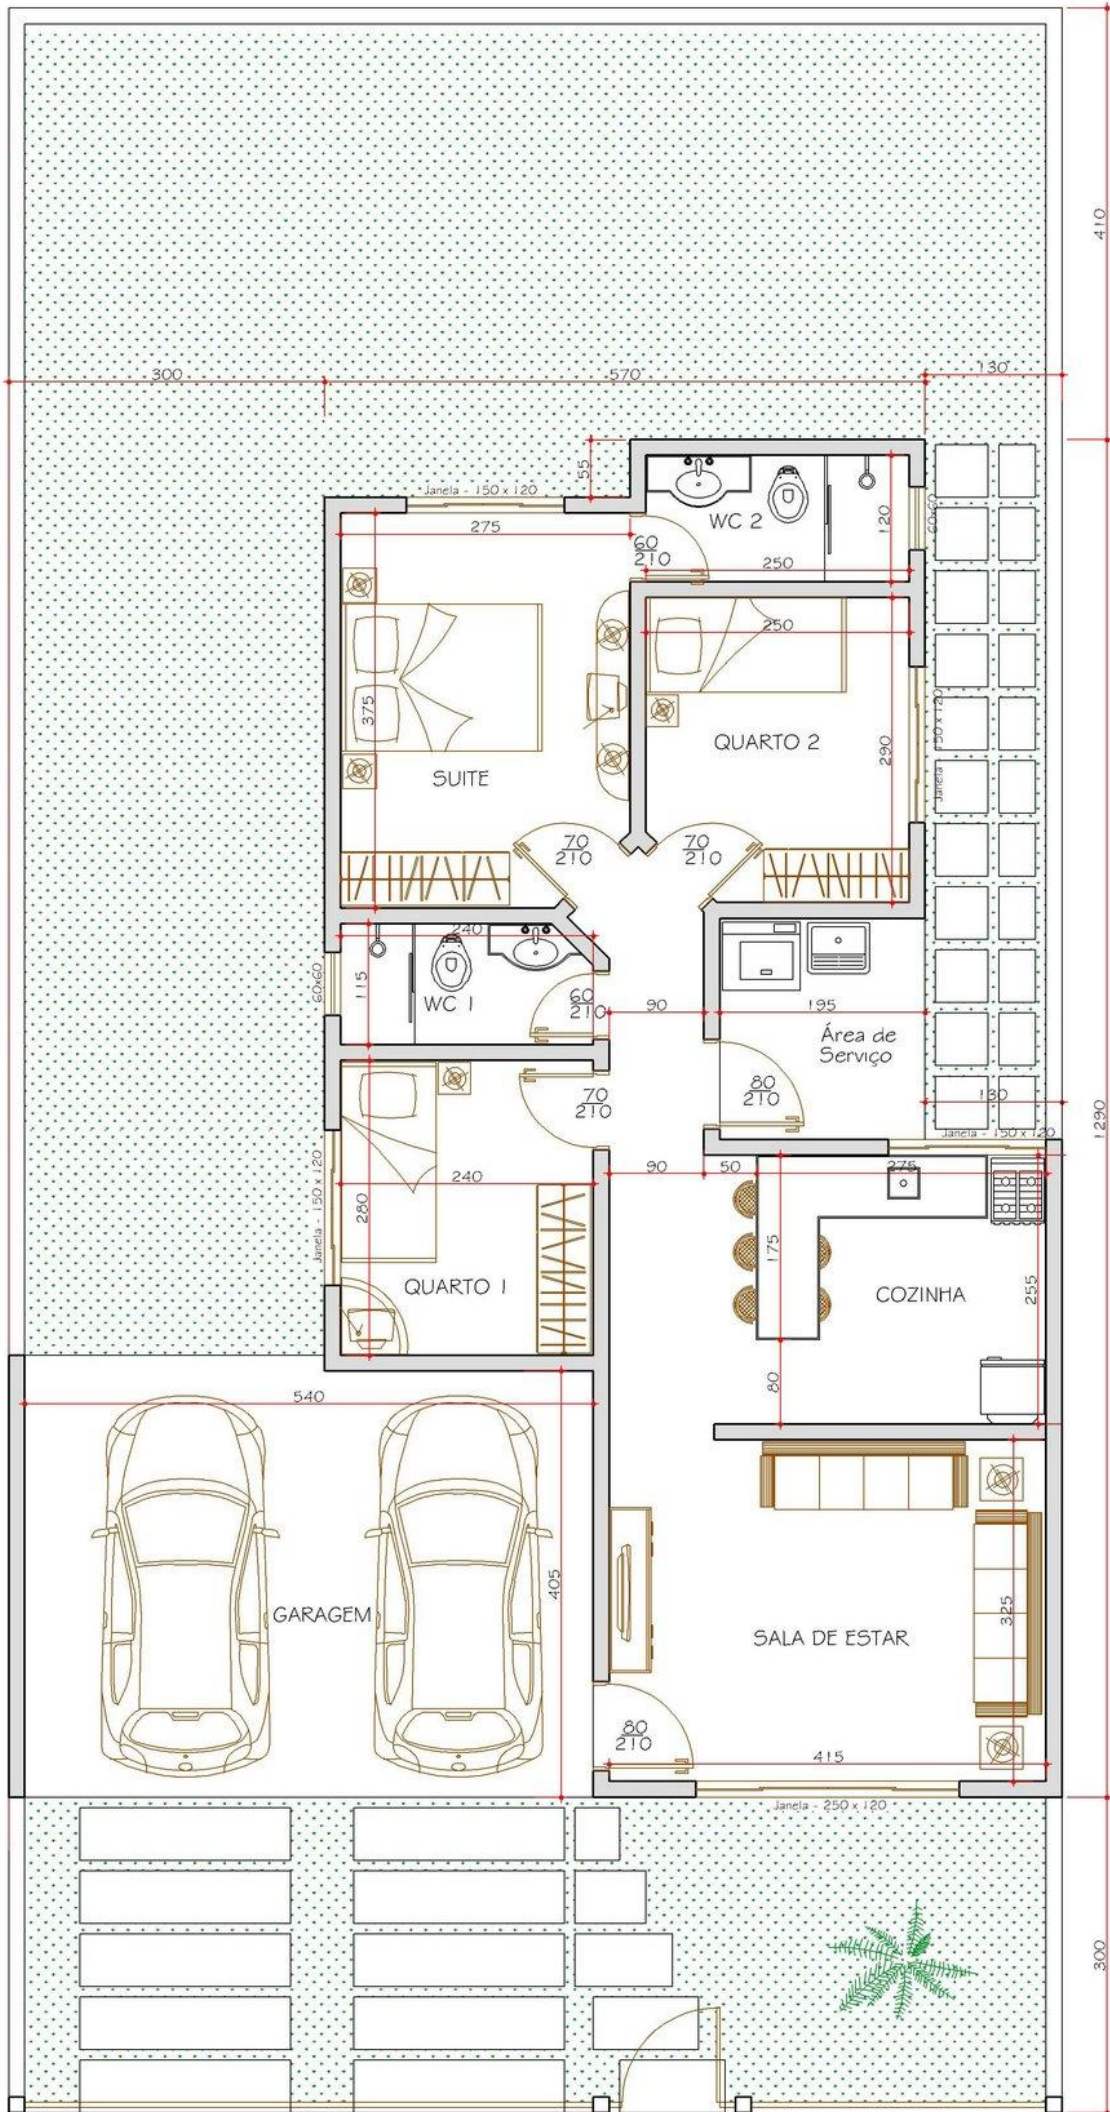 410
300
570
130
55
Janela - 150 x 120
275
WC 2
120
60x60
60
210
250
250
375
QUARTO 2
290
Janela - 150 x 120
SUITE
70
210
70
210
240
115
60x60
WC 1
60
210
90
195
Área de
Serviço
80
210
130
1290
70
210
Janela - 150 x 120
90
50
275
240
280
Janela - 150 x 120
175
QUARTO 1
COZINHA
255
80
540
405
GARAGEM
325
SALA DE ESTAR
80
210
415
Janela - 250 x 120
300